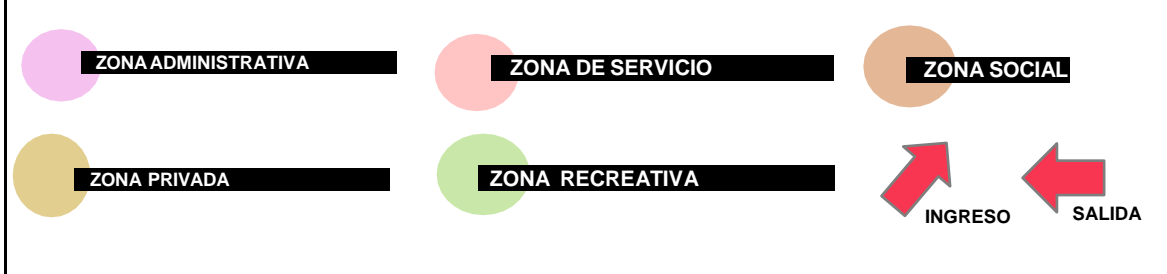 ZONA ADMINISTRATIVA
ZONA DE SERVICIO
ZONA SOCIAL
ZONA PRIVADA
ZONA RECREATIVA
INGRESO
SALIDA